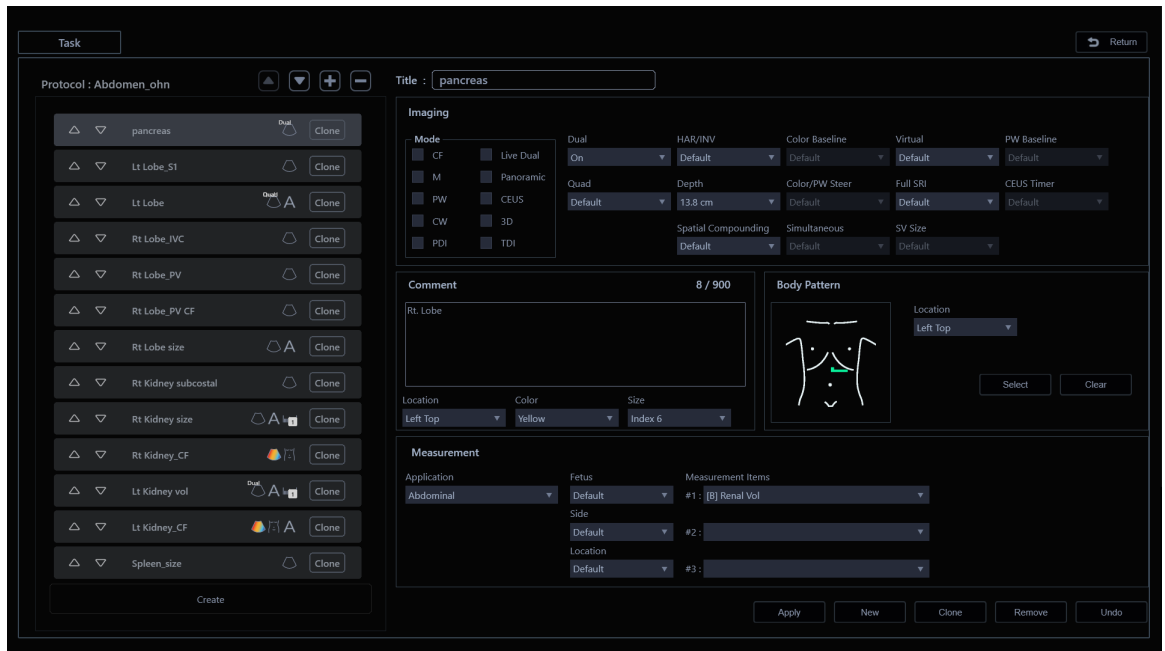 Task
Return
Protocol : Abdomen_ohn
Title : pancreas
pancreas Dual Clone
Lt Lobe_S1 Clone
Lt Lobe Dual A Clone
Rt Lobe_IVC Clone
Rt Lobe_PV Clone
Rt Lobe_PV CF Clone
Rt Lobe size A Clone
Rt Kidney subcostal Clone
Rt Kidney size A 1 Clone
Rt Kidney_CF Clone
Lt Kidney vol Dual A 1 Clone
Lt Kidney_CF A Clone
Spleen_size Clone
Create
Imaging
Mode
CF Live Dual
M Panoramic
PW CEUS
CW 3D
PDI TDI
Dual HAR/INV Color Baseline Virtual PW Baseline
On Default Default Default Default
Quad Depth Color/PW Steer Full SRI CEUS Timer
Default 13.8 cm Default Default Default
Spatial Compounding Simultaneous SV Size
Default Default Default
Comment 8 / 900
Rt. Lobe
Location Color Size
Left Top Yellow Index 6
Body Pattern
Location
Left Top
Select Clear
Measurement
Application Fetus Measurement Items
Abdominal Default #1 : [B] Renal Vol
Side
Default #2 :
Location
Default #3 :
Apply New Clone Remove Undo